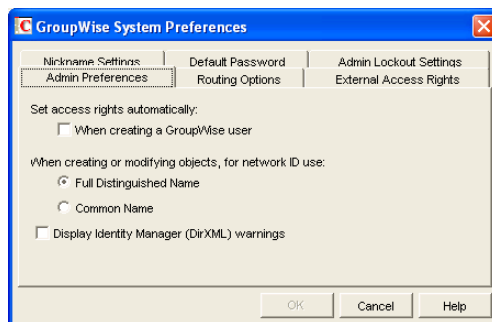 GroupWise System Preferences
Nickname Settings
Default Password
Admin Lockout Settings
Admin Preferences
Routing Options
External Access Rights
Set access rights automatically:
When creating a GroupWise user
When creating or modifying objects, for network ID use:
Full Distinguished Name
Common Name
Display Identity Manager (DirXML) warnings
OK
Cancel
Help